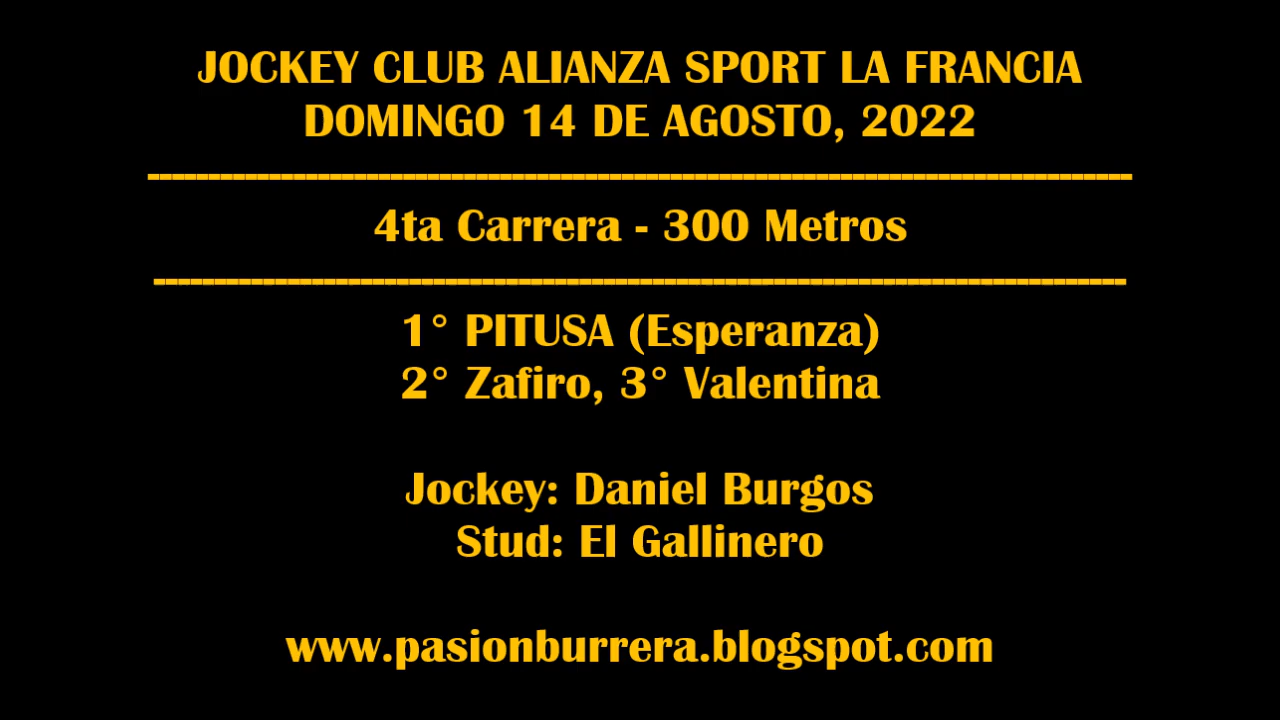 JOCKEY CLUB ALIANZA SPORT LA FRANCIA
DOMINGO 14 DE AGOSTO, 2022
--------------------------------------------------------------------------------
4ta Carrera - 300 Metros
-------------------------------------------------------------------------------
1° PITUSA (Esperanza)
2° Zafiro, 3° Valentina
Jockey: Daniel Burgos
Stud: El Gallinero
www.pasionburrera.blogspot.com